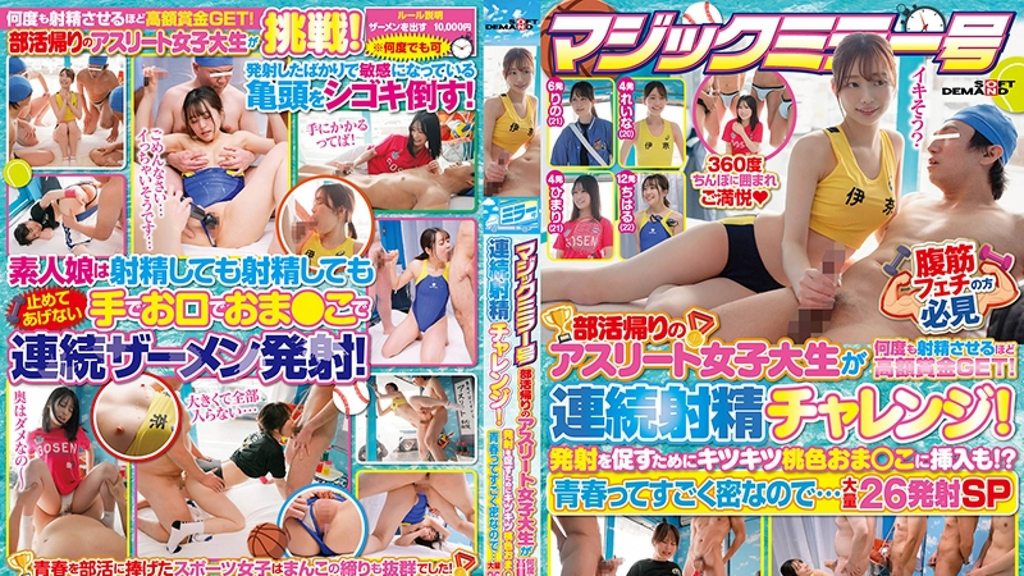 何度も射精させるほど高額賞金GET!
部活帰りのアスリート女子大生が
挑戦!
ルール説明
ザーメンを出す 10,000円
※何度でも可
発射したばかりで敏感になっている
亀頭をシゴキ倒す!
手にかかる
ってば!
ごめんなさい…
イっちゃいそうです…
素人娘は射精しても射精しても
止めて
あげない
手でお口でおま●こで
連続ザーメン発射!
奥はダメなの〜
大きくて全部
入らない…
青春を部活に捧げたスポーツ女子はまんこの締りも抜群でした!
マジックミラー号
部活帰りのアスリート女子大生が
連続射精チャレンジ!
青春ってすごく密なので…
マジックミラー号
SOFT ON DEMAND
イキそう?
6発
りの(21)
4発
れいな(20)
4発
ひまり(21)
12発
ちはる(22)
360度
ちんぽに囲まれ
ご満悦♥
伊奈
腹筋
フェチの方
必見
部活帰りの
アスリート女子大生が
何度も射精させるほど
高額賞金GET!
連続射精チャレンジ!
発射を促すためにキツキツ桃色おま○こに挿入も!?
青春ってすごく密なので…大量26発射SP